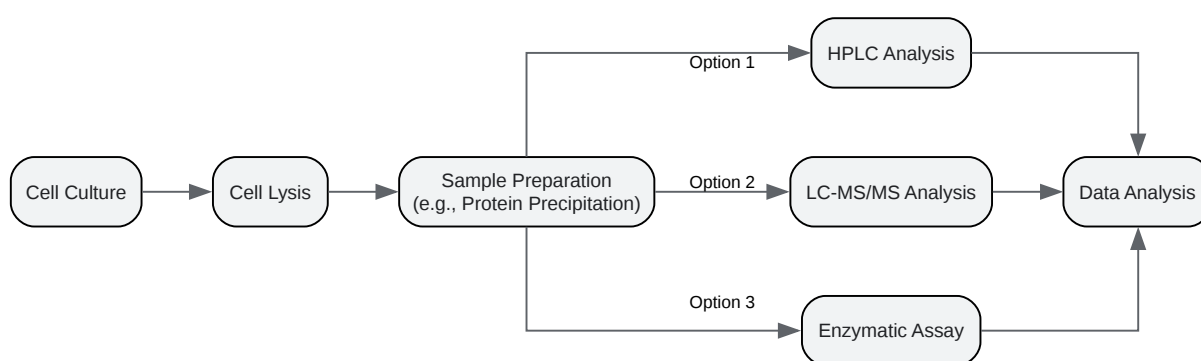 Option 1
HPLC Analysis
Cell Culture
Cell Lysis
Sample Preparation
(e.g., Protein Precipitation)
Option 2
LC-MS/MS Analysis
Data Analysis
Option 3
Enzymatic Assay